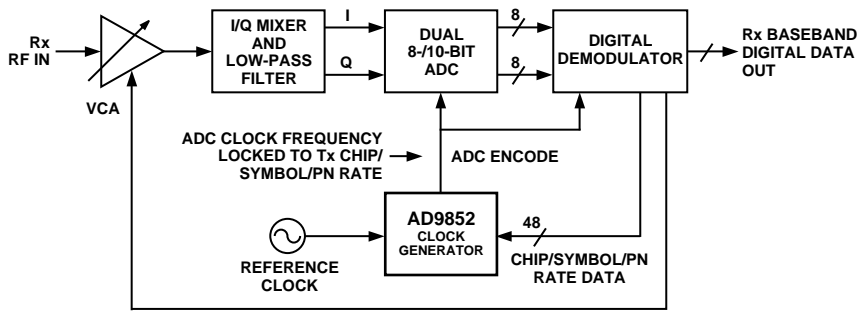 Rx
RF IN
VCA
I/Q MIXER
AND
LOW-PASS
FILTER
I
Q
DUAL
8-/10-BIT
ADC
8
8
DIGITAL
DEMODULATOR
Rx BASEBAND
DIGITAL DATA
OUT
ADC CLOCK FREQUENCY
LOCKED TO Tx CHIP/
SYMBOL/PN RATE
ADC ENCODE
AD9852
CLOCK
GENERATOR
48
REFERENCE
CLOCK
CHIP/SYMBOL/PN
RATE DATA